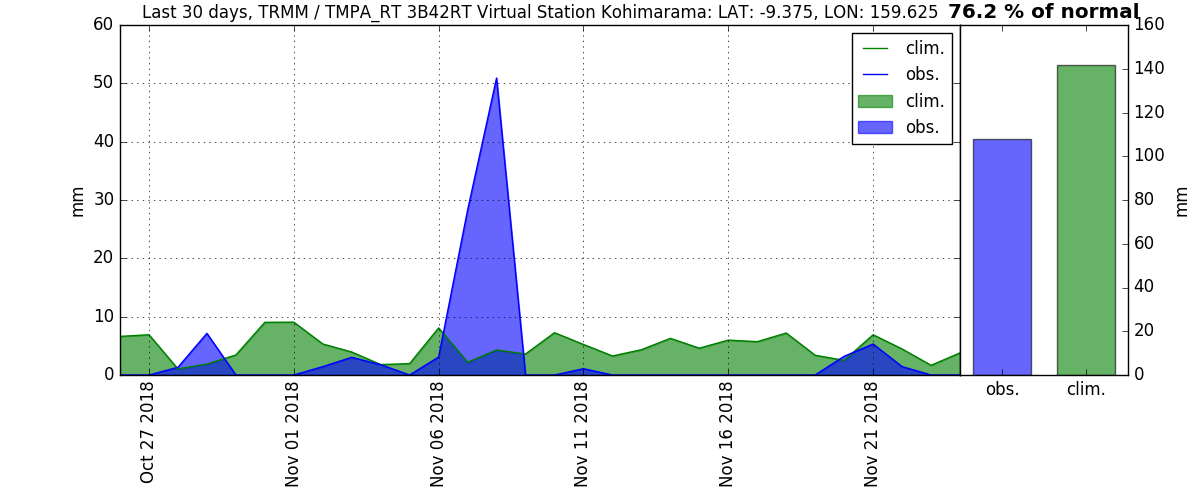 Last 30 days, TRMM / TMPA_RT 3B42RT Virtual Station Kohimarama: LAT: -9.375, LON: 159.625
76.2 % of normal
60
50
40
30
20
10
0
mm
clim.
obs.
clim.
obs.
Oct 27 2018
Nov 01 2018
Nov 06 2018
Nov 11 2018
Nov 16 2018
Nov 21 2018
160
140
120
100
80
60
40
20
0
mm
obs.
clim.